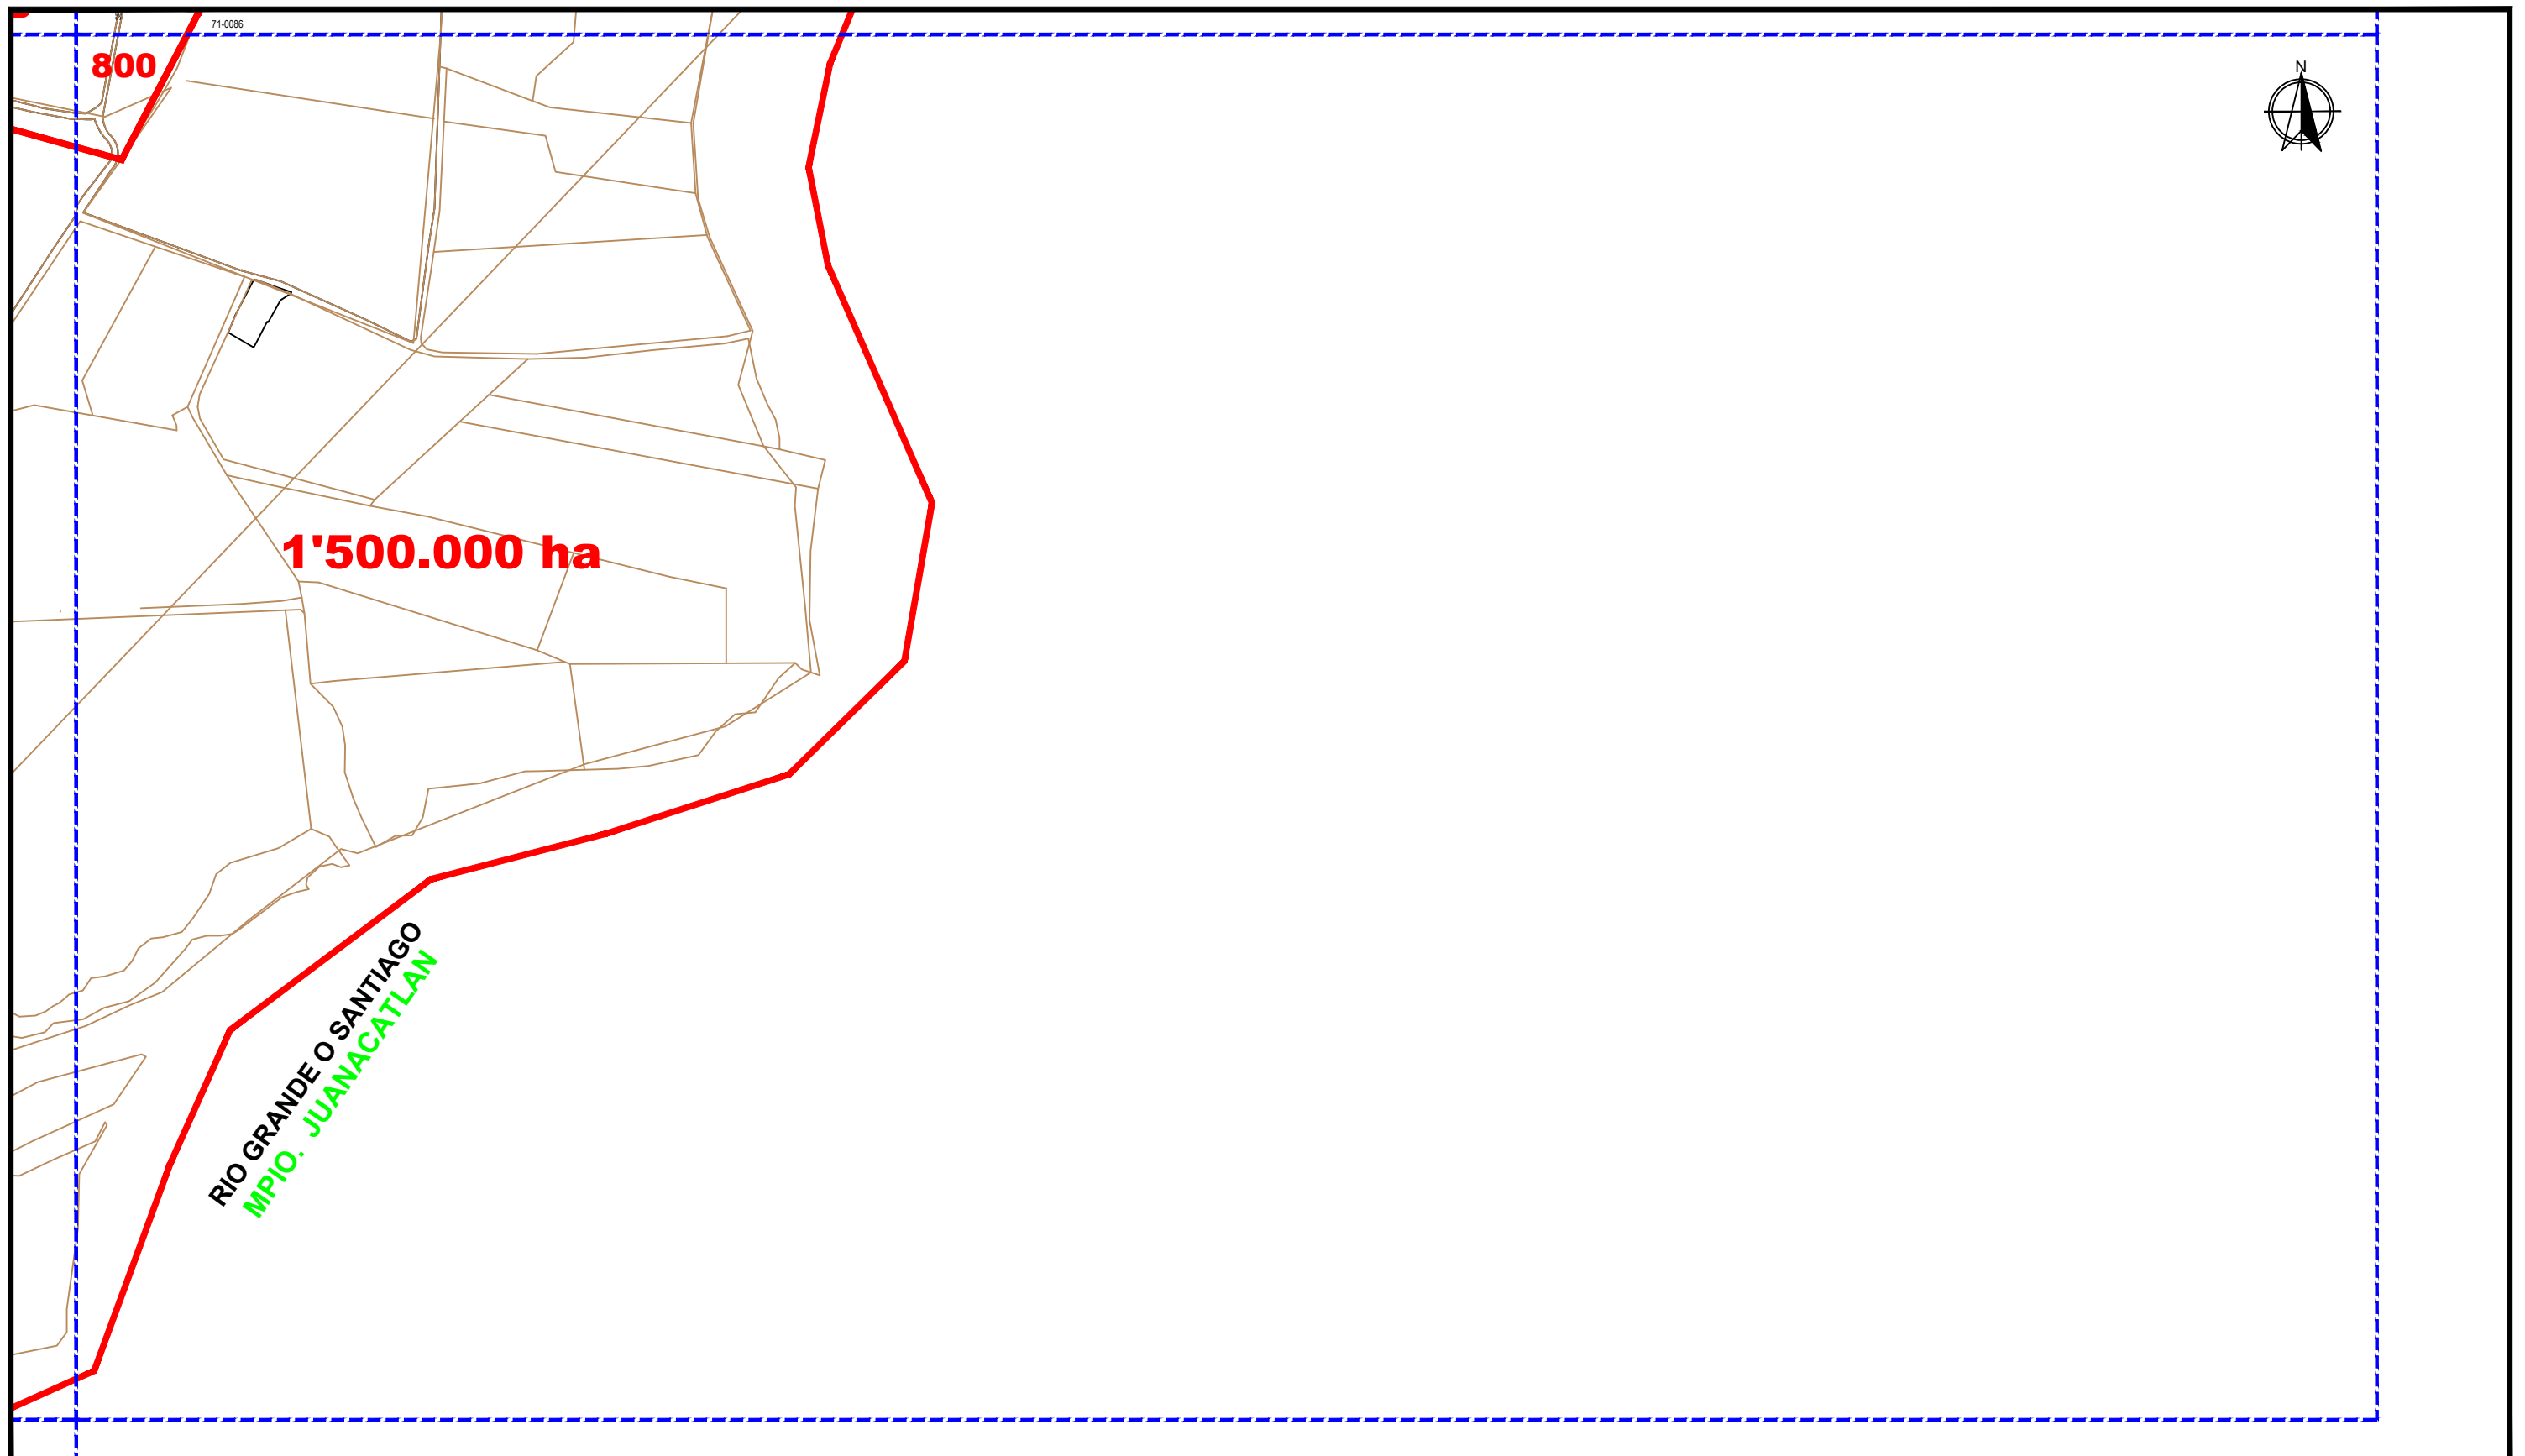 71-0086
800
N
1'500.000 ha
RIO GRANDE O SANTIAGO
MPIO. JUANACATLAN